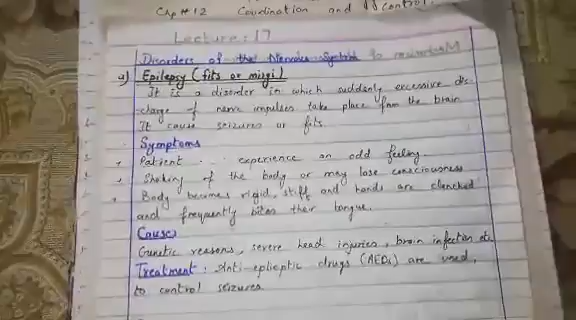 Chp # 12 Coordination and control.
Lecture: 17
Disorders of the Nervous System
a) Epilepsy (fits or mirgi)
It is a disorder in which suddenly excessive dis-
charge of nerve impulses take place from the brain
It cause seizures or fits.
Symptoms
Patient experience an odd feeling.
Shaking of the body or may lose consciousness
Body becomes rigid, stiff and hands are clenched
and frequently bites their tongue.
Causes
Genetic reasons, severe head injuries, brain infection etc
Treatment: Anti-epileptic drugs (AEDs) are used,
to control seizures